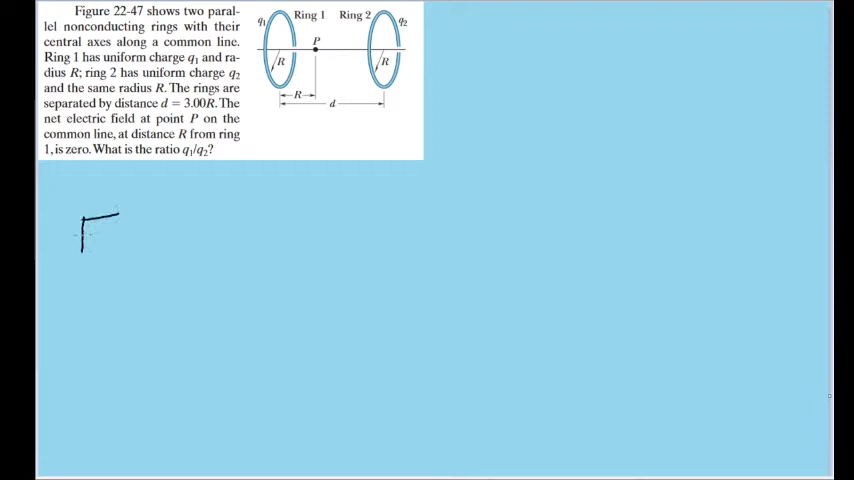 Figure 22-47 shows two paral-
lel nonconducting rings with their
central axes along a common line.
Ring 1 has uniform charge q1 and ra-
dius R; ring 2 has uniform charge q2
and the same radius R. The rings are
separated by distance d = 3.00R. The
net electric field at point P on the
common line, at distance R from ring
1, is zero. What is the ratio q1/q2?
q1 Ring 1 Ring 2 q2
P
R R
R
d